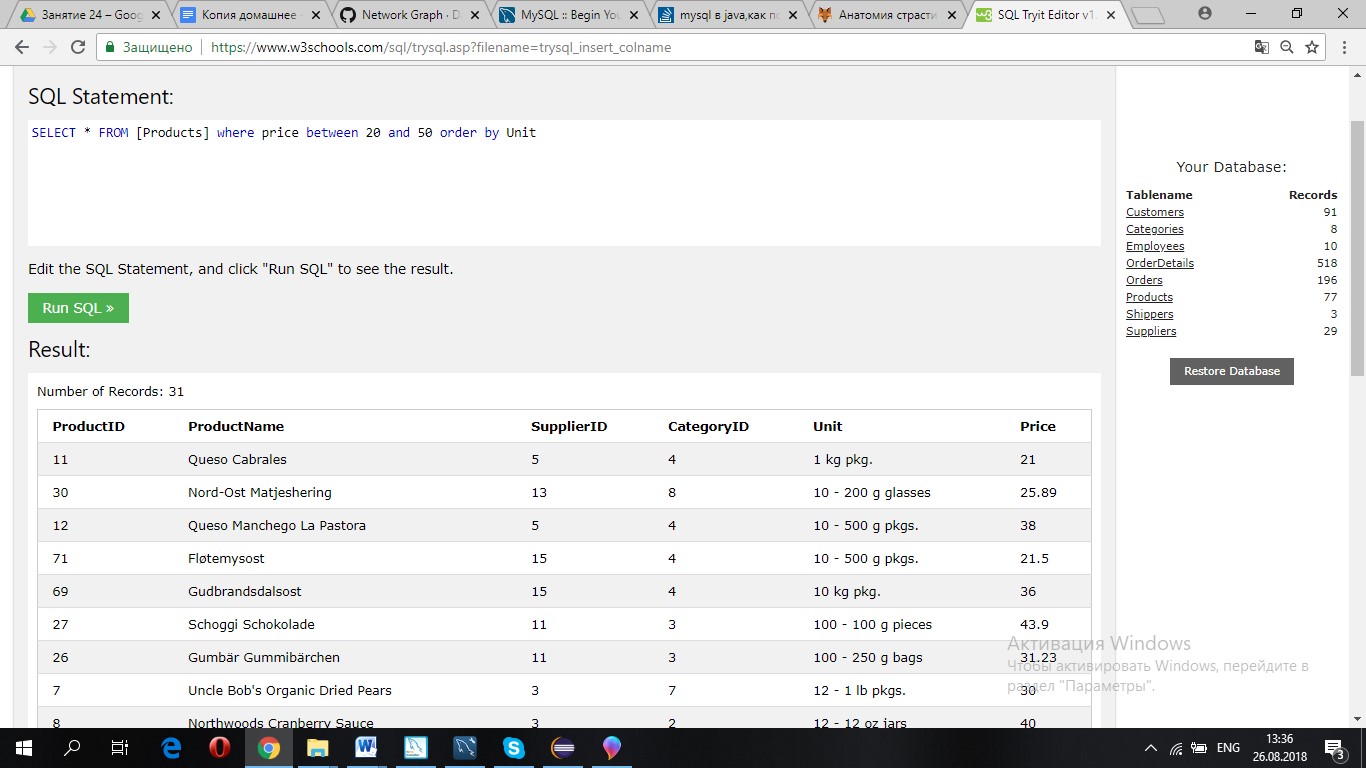 Занятие 24 – Goog
Копия домашнее
Network Graph · D
MySQL :: Begin You
mysql в java,как по
Анатомия страсти
SQL Tryit Editor v1.
Защищено
https://www.w3schools.com/sql/trysql.asp?filename=trysql_insert_colname
SQL Statement:
SELECT * FROM [Products] where price between 20 and 50 order by Unit
Edit the SQL Statement, and click "Run SQL" to see the result.
Run SQL »
Result:
Number of Records: 31
ProductID ProductName SupplierID CategoryID Unit Price
11 Queso Cabrales 5 4 1 kg pkg. 21
30 Nord-Ost Matjeshering 13 8 10 - 200 g glasses 25.89
12 Queso Manchego La Pastora 5 4 10 - 500 g pkgs. 38
71 Fløtemysost 15 4 10 - 500 g pkgs. 21.5
69 Gudbrandsdalsost 15 4 10 kg pkg. 36
27 Schoggi Schokolade 11 3 100 - 100 g pieces 43.9
26 Gumbär Gummibärchen 11 3 100 - 250 g bags 31.23
7 Uncle Bob's Organic Dried Pears 3 7 12 - 1 lb pkgs. 30
8 Northwoods Cranberry Sauce 3 2 12 - 12 oz jars 40
Your Database:
Tablename Records
Customers 91
Categories 8
Employees 10
OrderDetails 518
Orders 196
Products 77
Shippers 3
Suppliers 29
Restore Database
Активация Windows
Чтобы активировать Windows, перейдите в
раздел "Параметры".
ENG
13:36
26.08.2018
3